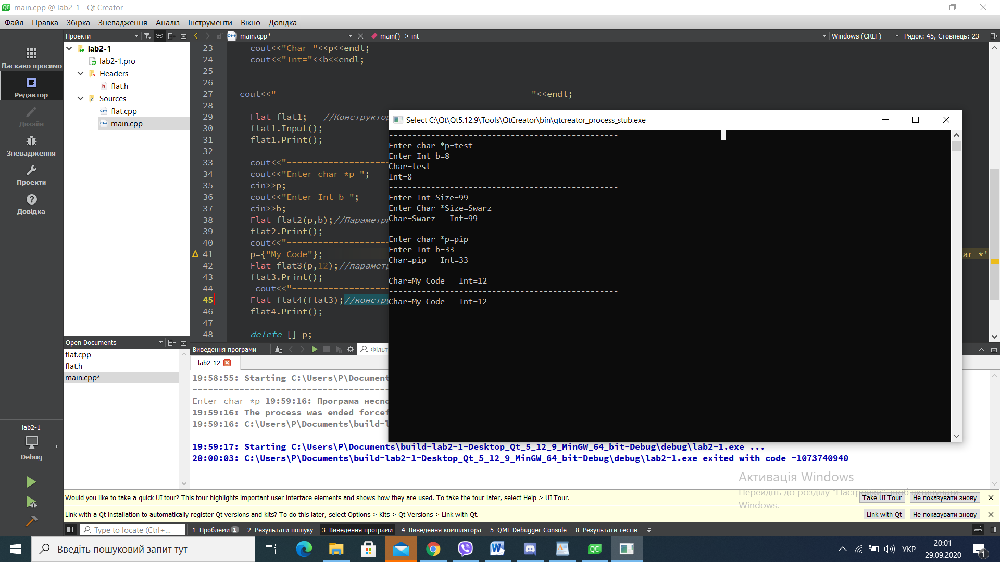 main.cpp @ lab2-1 - Qt Creator
Файл Правка Збірка Зневадження Аналіз Інструменти Вікно Довідка
Проекти
main.cpp*
main() -> int
Windows (CRLF)
Рядок: 45, Стовпець: 23
Ласкаво просимо
Редактор
Дизайн
Зневадження
Проекти
Довідка
lab2-1
lab2-1.pro
Headers
flat.h
Sources
flat.cpp
main.cpp
23 cout<<"Char="<<p<<endl;
24 cout<<"Int="<<b<<endl;
25
26
27 cout<<"-------------------------------------------------"<<endl;
28
29 Flat flat1; //Конструктор
30 flat1.Input();
31 flat1.Print();
32
33 cout<<"--------------------
34 cout<<"Enter char *p=";
35 cin>>p;
36 cout<<"Enter Int b=";
37 cin>>b;
38 Flat flat2(p,b);//Параметр
39 flat2.Print();
40 cout<<"--------------------
41 p={"My Code"};
ar *'
42 Flat flat3(p,12);//парамет
43 flat3.Print();
44 cout<<"-------------------
45 Flat flat4(flat3);//констр
46 flat4.Print();
47
48 delete [] p;
Select C:\Qt\Qt5.12.9\Tools\QtCreator\bin\qtcreator_process_stub.exe
-------------------------------------------------
Enter char *p=test
Enter Int b=8
Char=test
Int=8
-------------------------------------------------
Enter Int Size=99
Enter Char *Size=Swarz
Char=Swarz   Int=99
-------------------------------------------------
Enter char *p=pip
Enter Int b=33
Char=pip   Int=33
-------------------------------------------------
Char=My Code   Int=12
-------------------------------------------------
Char=My Code   Int=12
Open Documents
flat.cpp
flat.h
main.cpp*
Виведення програми
Фільт
lab2-12
19:58:55: Starting C:\Users\P\Document
--------------------------------------
Enter char *p=19:59:16: Програма неспо
19:59:16: The process was ended forcef
19:59:16: C:\Users\P\Documents\build-l
19:59:17: Starting C:\Users\P\Documents\build-lab2-1-Desktop_Qt_5_12_9_MinGW_64_bit-Debug\debug\lab2-1.exe ...
20:00:03: C:\Users\P\Documents\build-lab2-1-Desktop_Qt_5_12_9_MinGW_64_bit-Debug\debug\lab2-1.exe exited with code -1073740940
lab2-1
Debug
Активація Windows
Перейдіть до розділу "Настройки", щоб активувати
Windows.
Would you like to take a quick UI tour? This tour highlights important user interface elements and shows how they are used. To take the tour later, select Help > UI Tour.
Take UI Tour
Не показувати знову
Link with a Qt installation to automatically register Qt versions and kits? To do this later, select Options > Kits > Qt Versions > Link with Qt.
Link with Qt
Не показувати знову
Type to locate (Ctrl+...
1 Проблеми 1
2 Результати пошуку
3 Виведення програми
4 Виведення компілятора
5 QML Debugger Console
8 Результати тестів
Введіть пошуковий запит тут
УКР
20:01
29.09.2020
1